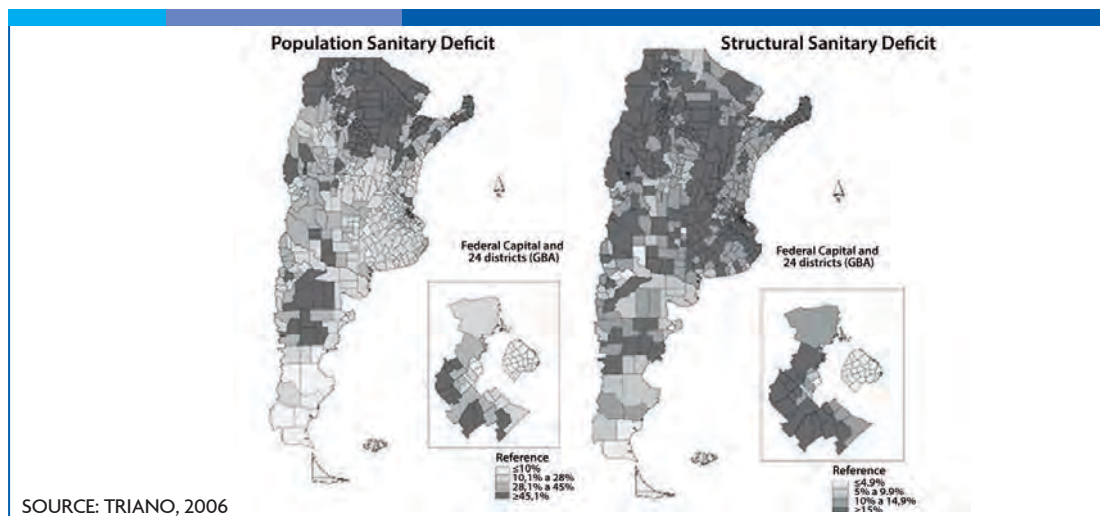 Population Sanitary Deficit
Structural Sanitary Deficit
Federal Capital and
24 districts (GBA)
Reference
≤10%
10,1% a 28%
28,1% a 45%
≥45,1%
Federal Capital and
24 districts (GBA)
Reference
≤4.9%
5% a 9.9%
10% a 14,9%
≥15%
SOURCE: TRIANO, 2006